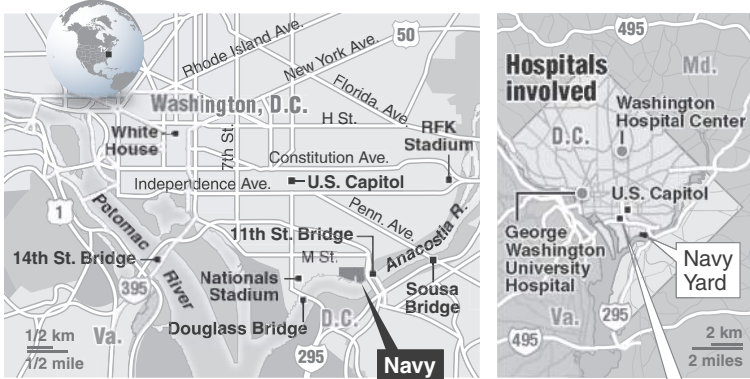 50
Rhode Island Ave.
New York Ave.
Florida. Ave.
Washington, D.C.
H St.
White
House
7th St.
RFK
Stadium
Constitution Ave.
Independence Ave.
U.S. Capitol
1
Potomac
River
Penn. Ave.
Anacostia R.
11th St. Bridge
14th St. Bridge
M St.
395
Nationals
Stadium
Sousa
Bridge
Va.
Douglass Bridge
D.C.
1/2 km
1/2 mile
295
Navy
495
Hospitals
involved
Md.
Washington
Hospital Center
D.C.
U.S. Capitol
George
Washington
University
Hospital
Navy
Yard
Va.
295
495
2 km
2 miles